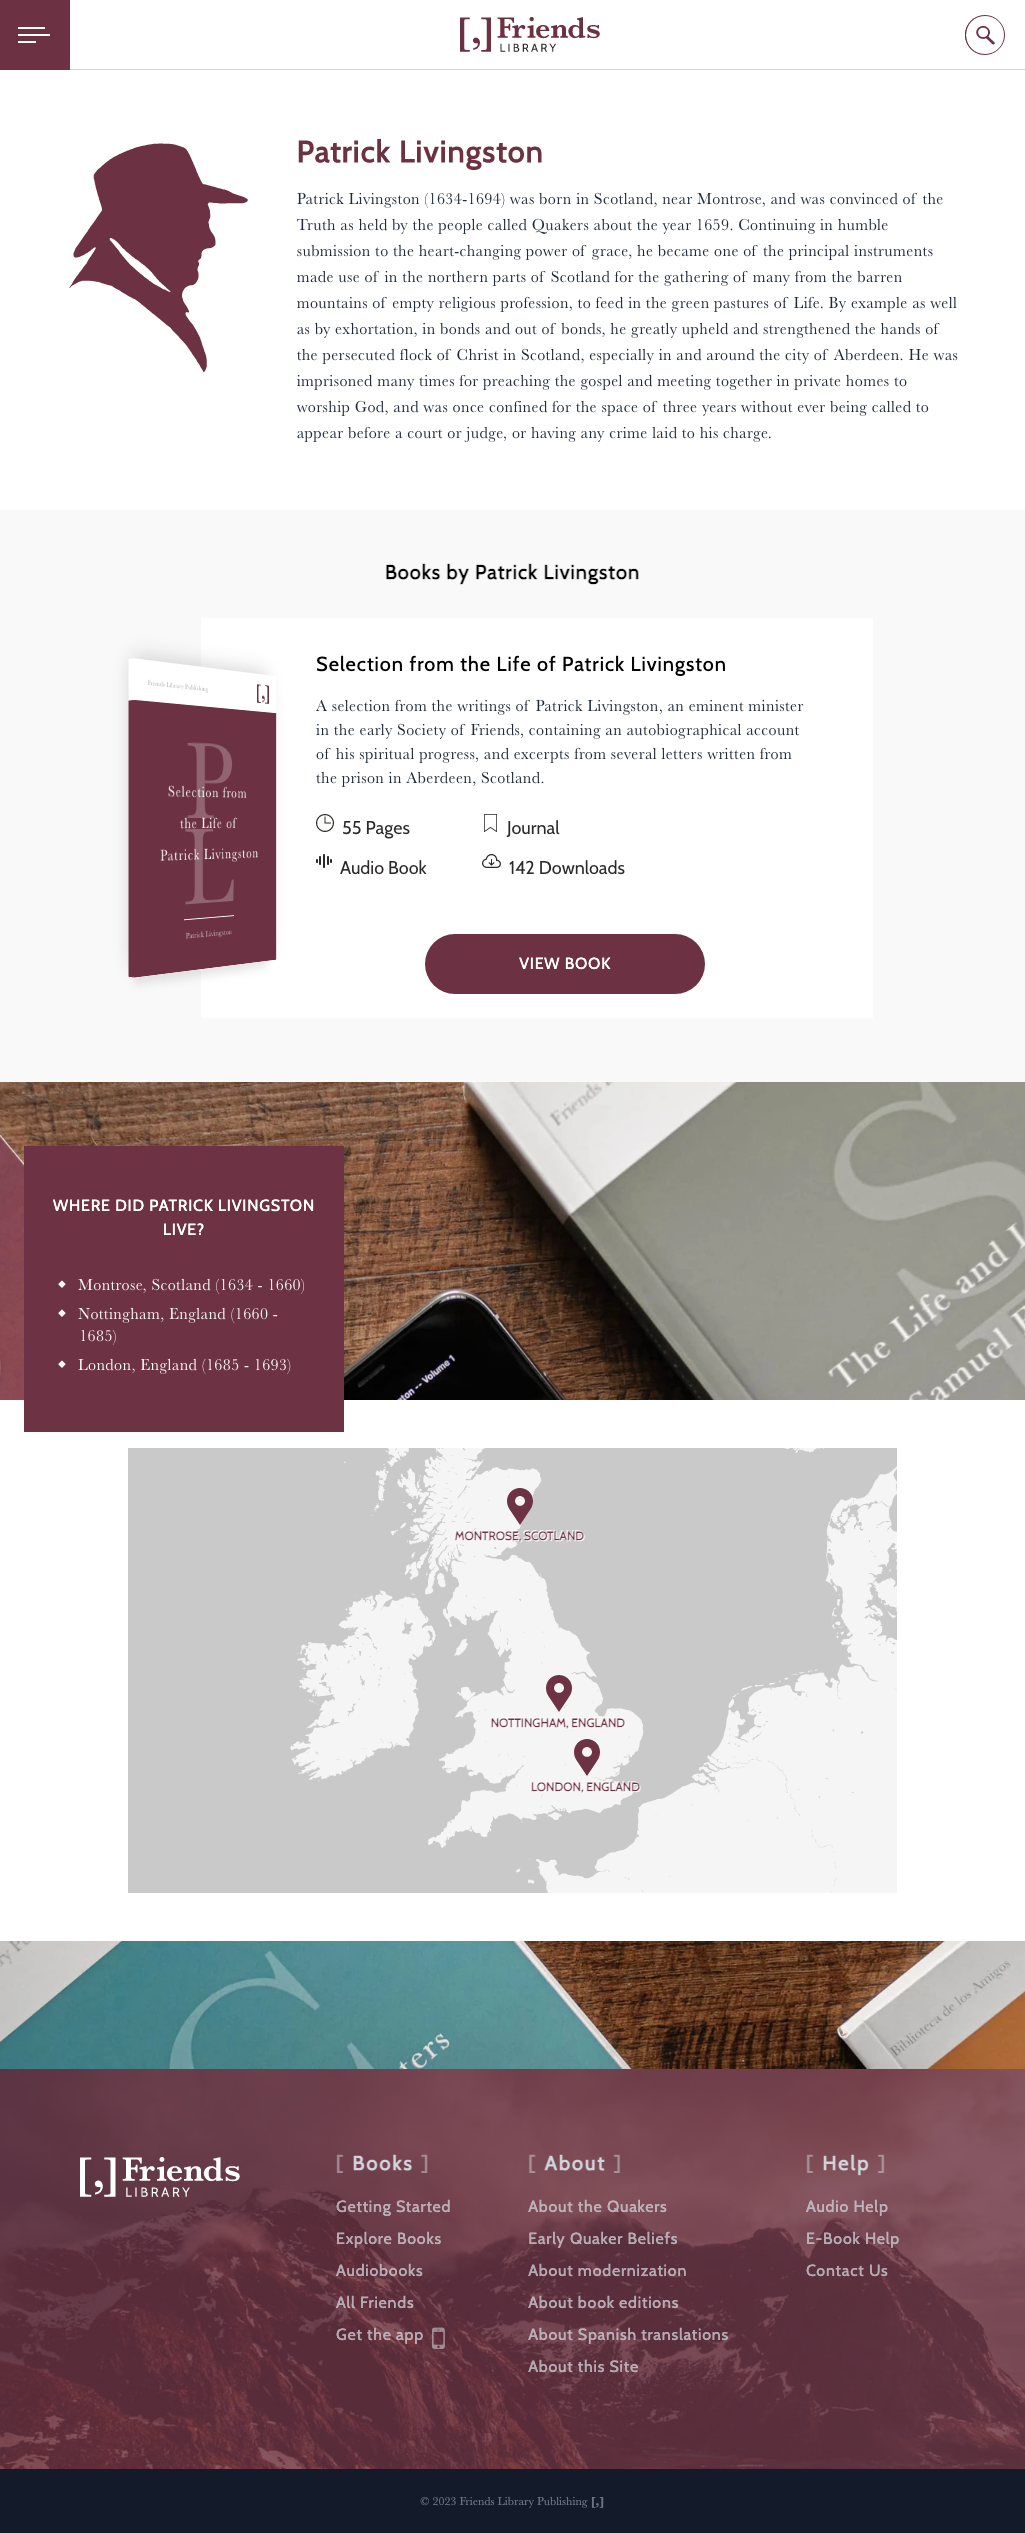 [,] Friends
LIBRARY
Patrick Livingston
Patrick Livingston (1634-1694) was born in Scotland, near Montrose, and was convinced of the
Truth as held by the people called Quakers about the year 1659. Continuing in humble
submission to the heart-changing power of grace, he became one of the principal instruments
made use of in the northern parts of Scotland for the gathering of many from the barren
mountains of empty religious profession, to feed in the green pastures of Life. By example as well
as by exhortation, in bonds and out of bonds, he greatly upheld and strengthened the hands of
the persecuted flock of Christ in Scotland, especially in and around the city of Aberdeen. He was
imprisoned many times for preaching the gospel and meeting together in private homes to
worship God, and was once confined for the space of three years without ever being called to
appear before a court or judge, or having any crime laid to his charge.
Books by Patrick Livingston
Friends Library Publishing
[,]
P
L
Selection from
the Life of
Patrick Livingston
Patrick Livingston
Selection from the Life of Patrick Livingston
A selection from the writings of Patrick Livingston, an eminent minister
in the early Society of Friends, containing an autobiographical account
of his spiritual progress, and excerpts from several letters written from
the prison in Aberdeen, Scotland.
55 Pages
Journal
Audio Book
142 Downloads
VIEW BOOK
Friends
S
The Life and
Samuel
-- Volume 1
WHERE DID PATRICK LIVINGSTON
LIVE?
Montrose, Scotland (1634 - 1660)
Nottingham, England (1660 -
1685)
London, England (1685 - 1693)
MONTROSE, SCOTLAND
NOTTINGHAM, ENGLAND
LONDON, ENGLAND
C
Biblioteca de los Amigos
[,] Friends
LIBRARY
[ Books ]
Getting Started
Explore Books
Audiobooks
All Friends
Get the app
[ About ]
About the Quakers
Early Quaker Beliefs
About modernization
About book editions
About Spanish translations
About this Site
[ Help ]
Audio Help
E-Book Help
Contact Us
© 2023 Friends Library Publishing [,]